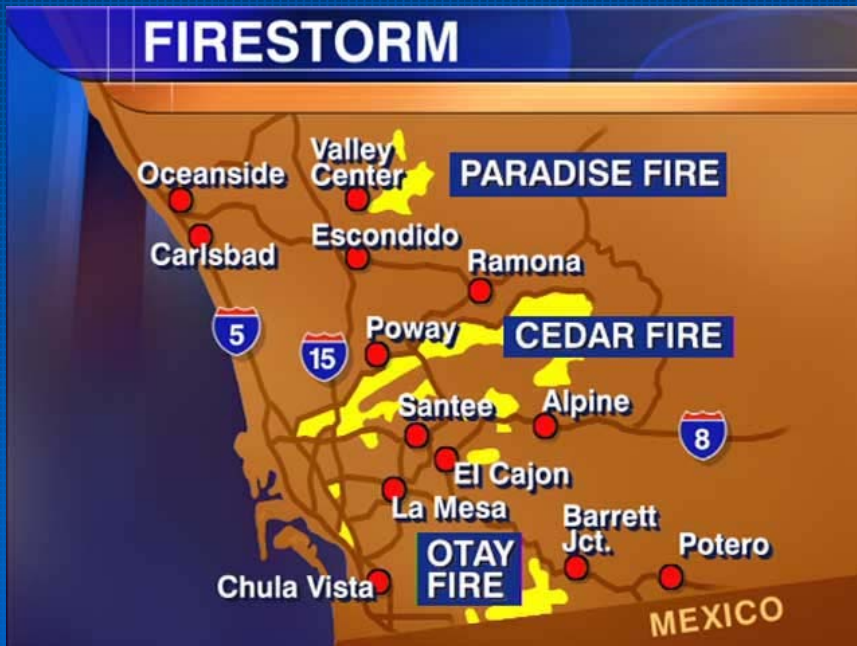 FIRESTORM
Valley
Center
PARADISE FIRE
Oceanside
Carlsbad
Escondido
Ramona
5
15
Poway
CEDAR FIRE
Santee
Alpine
8
El Cajon
La Mesa
Barrett
Jct.
Potero
OTAY
FIRE
Chula Vista
MEXICO